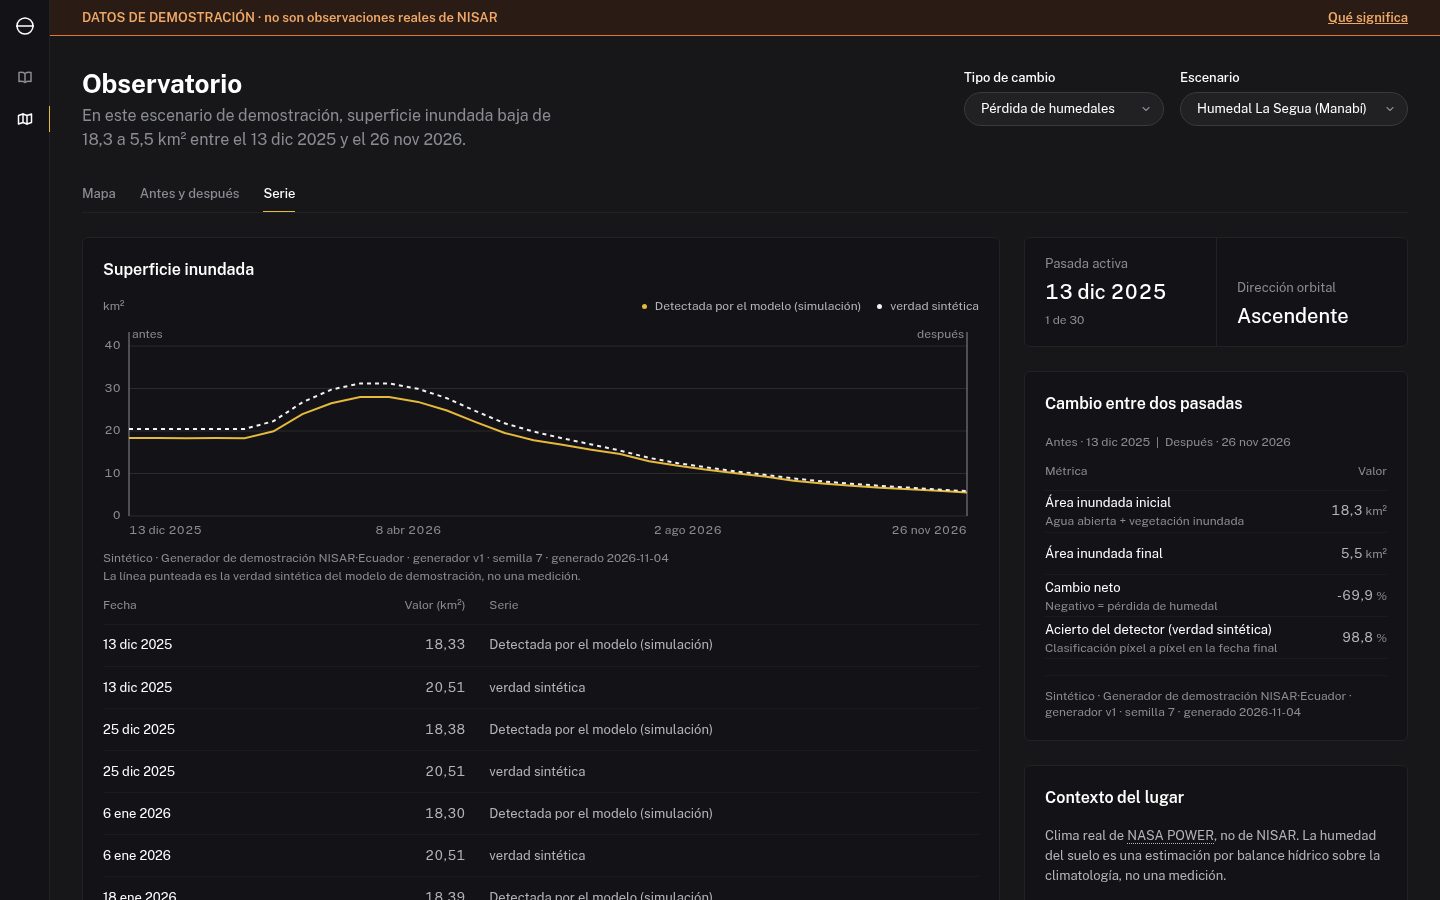 DATOS DE DEMOSTRACIÓN · no son observaciones reales de NISAR
Qué significa
Observatorio
En este escenario de demostración, superficie inundada baja de
18,3 a 5,5 km² entre el 13 dic 2025 y el 26 nov 2026.
Tipo de cambio
Pérdida de humedales
Escenario
Humedal La Segua (Manabí)
Mapa
Antes y después
Serie
Superficie inundada
km²
Detectada por el modelo (simulación)
verdad sintética
antes
después
40
30
20
10
0
13 dic 2025
8 abr 2026
2 ago 2026
26 nov 2026
Sintético · Generador de demostración NISAR·Ecuador · generador v1 · semilla 7 · generado 2026-11-04
La línea punteada es la verdad sintética del modelo de demostración, no una medición.
Fecha Valor (km²) Serie
13 dic 2025 18,33 Detectada por el modelo (simulación)
13 dic 2025 20,51 verdad sintética
25 dic 2025 18,38 Detectada por el modelo (simulación)
25 dic 2025 20,51 verdad sintética
6 ene 2026 18,30 Detectada por el modelo (simulación)
6 ene 2026 20,51 verdad sintética
18 ene 2026 18,39 Detectada por el modelo (simulación)
Pasada activa
13 dic 2025
1 de 30
Dirección orbital
Ascendente
Cambio entre dos pasadas
Antes · 13 dic 2025 | Después · 26 nov 2026
Métrica Valor
Área inundada inicial 18,3 km²
Agua abierta + vegetación inundada
Área inundada final 5,5 km²
Cambio neto -69,9 %
Negativo = pérdida de humedal
Acierto del detector (verdad sintética) 98,8 %
Clasificación píxel a píxel en la fecha final
Sintético · Generador de demostración NISAR·Ecuador ·
generador v1 · semilla 7 · generado 2026-11-04
Contexto del lugar
Clima real de NASA POWER, no de NISAR. La humedad
del suelo es una estimación por balance hídrico sobre la
climatología, no una medición.